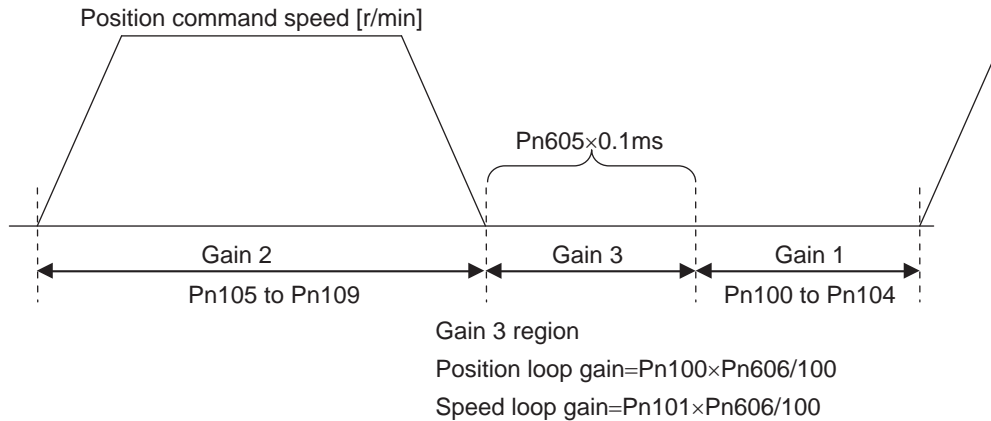 Position command speed [r/min]
Pn605×0.1ms
Gain 2
Gain 3
Gain 1
Pn105 to Pn109
Pn100 to Pn104
Gain 3 region
Position loop gain=Pn100×Pn606/100
Speed loop gain=Pn101×Pn606/100